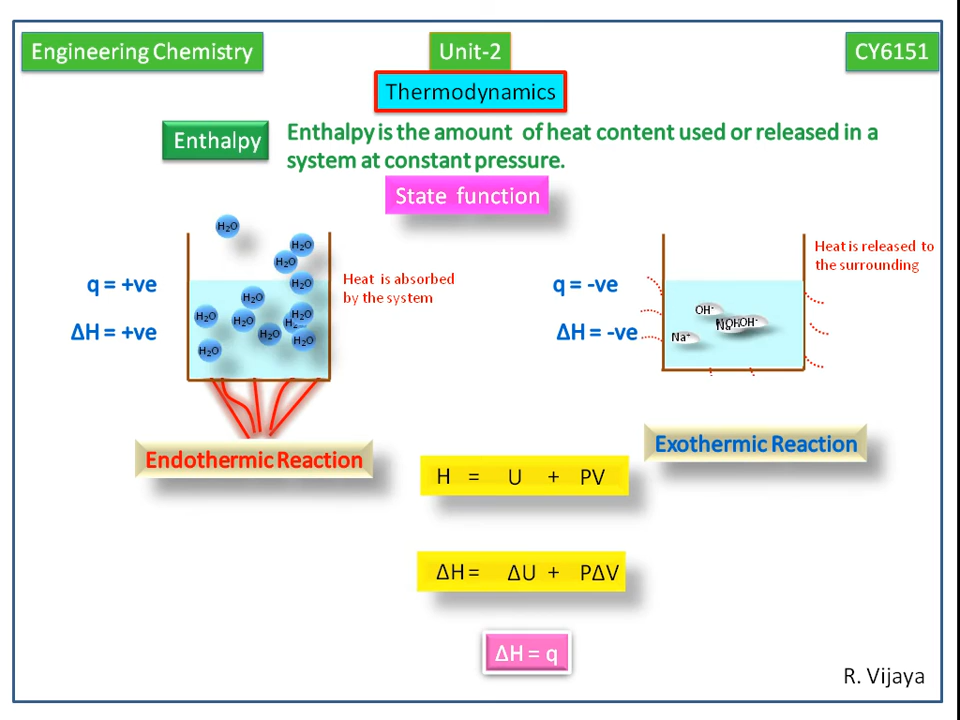 Engineering Chemistry
Unit-2
CY6151
Thermodynamics
Enthalpy
Enthalpy is the amount of heat content used or released in a
system at constant pressure.
State function
H₂O
H₂O
H₂O
H₂O
H₂O
H₂O
H₂O
H₂O
H₂O
H₂O
H₂O
q = +ve
ΔH = +ve
Heat is absorbed
by the system
Endothermic Reaction
Heat is released to
the surrounding
q = -ve
ΔH = -ve
OH⁻
OH⁻
Na⁺
Exothermic Reaction
H = U + PV
ΔH = ΔU + PΔV
ΔH = q
R. Vijaya